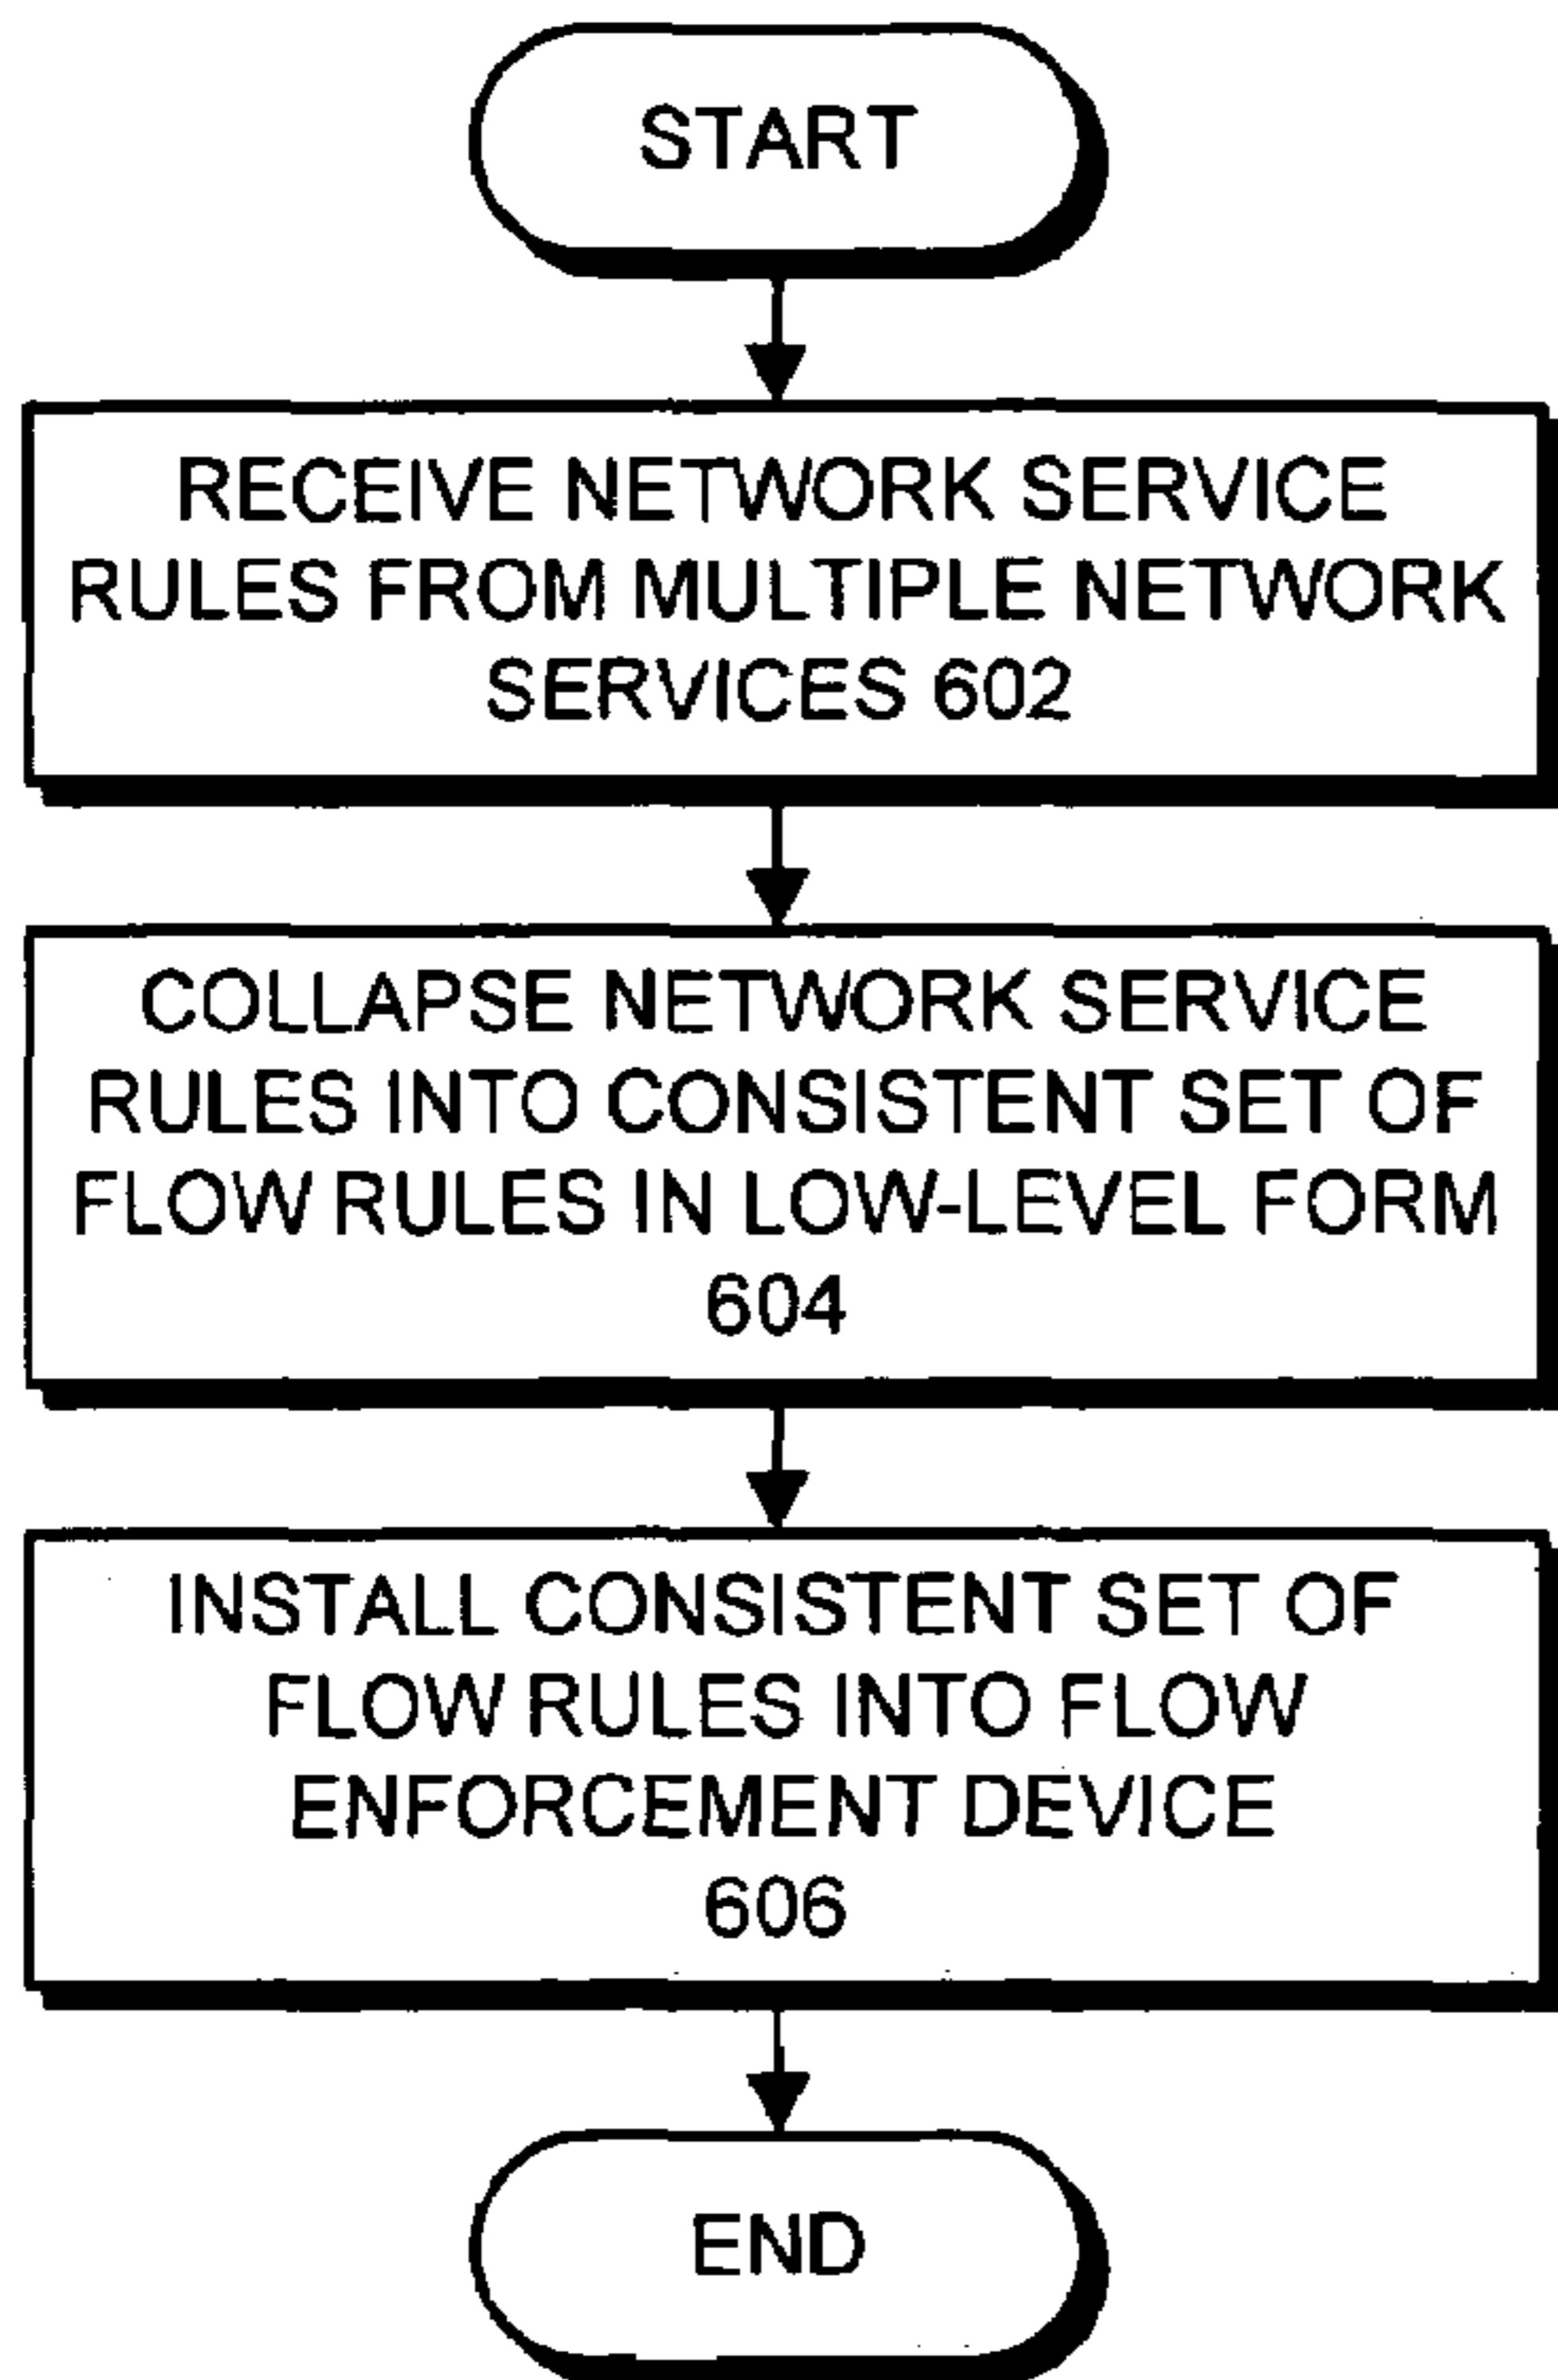 START
RECEIVE NETWORK SERVICE
RULES FROM MULTIPLE NETWORK
SERVICES 602
COLLAPSE NETWORK SERVICE
RULES INTO CONSISTENT SET OF
FLOW RULES IN LOW-LEVEL FORM
604
INSTALL CONSISTENT SET OF
FLOW RULES INTO FLOW
ENFORCEMENT DEVICE
606
END